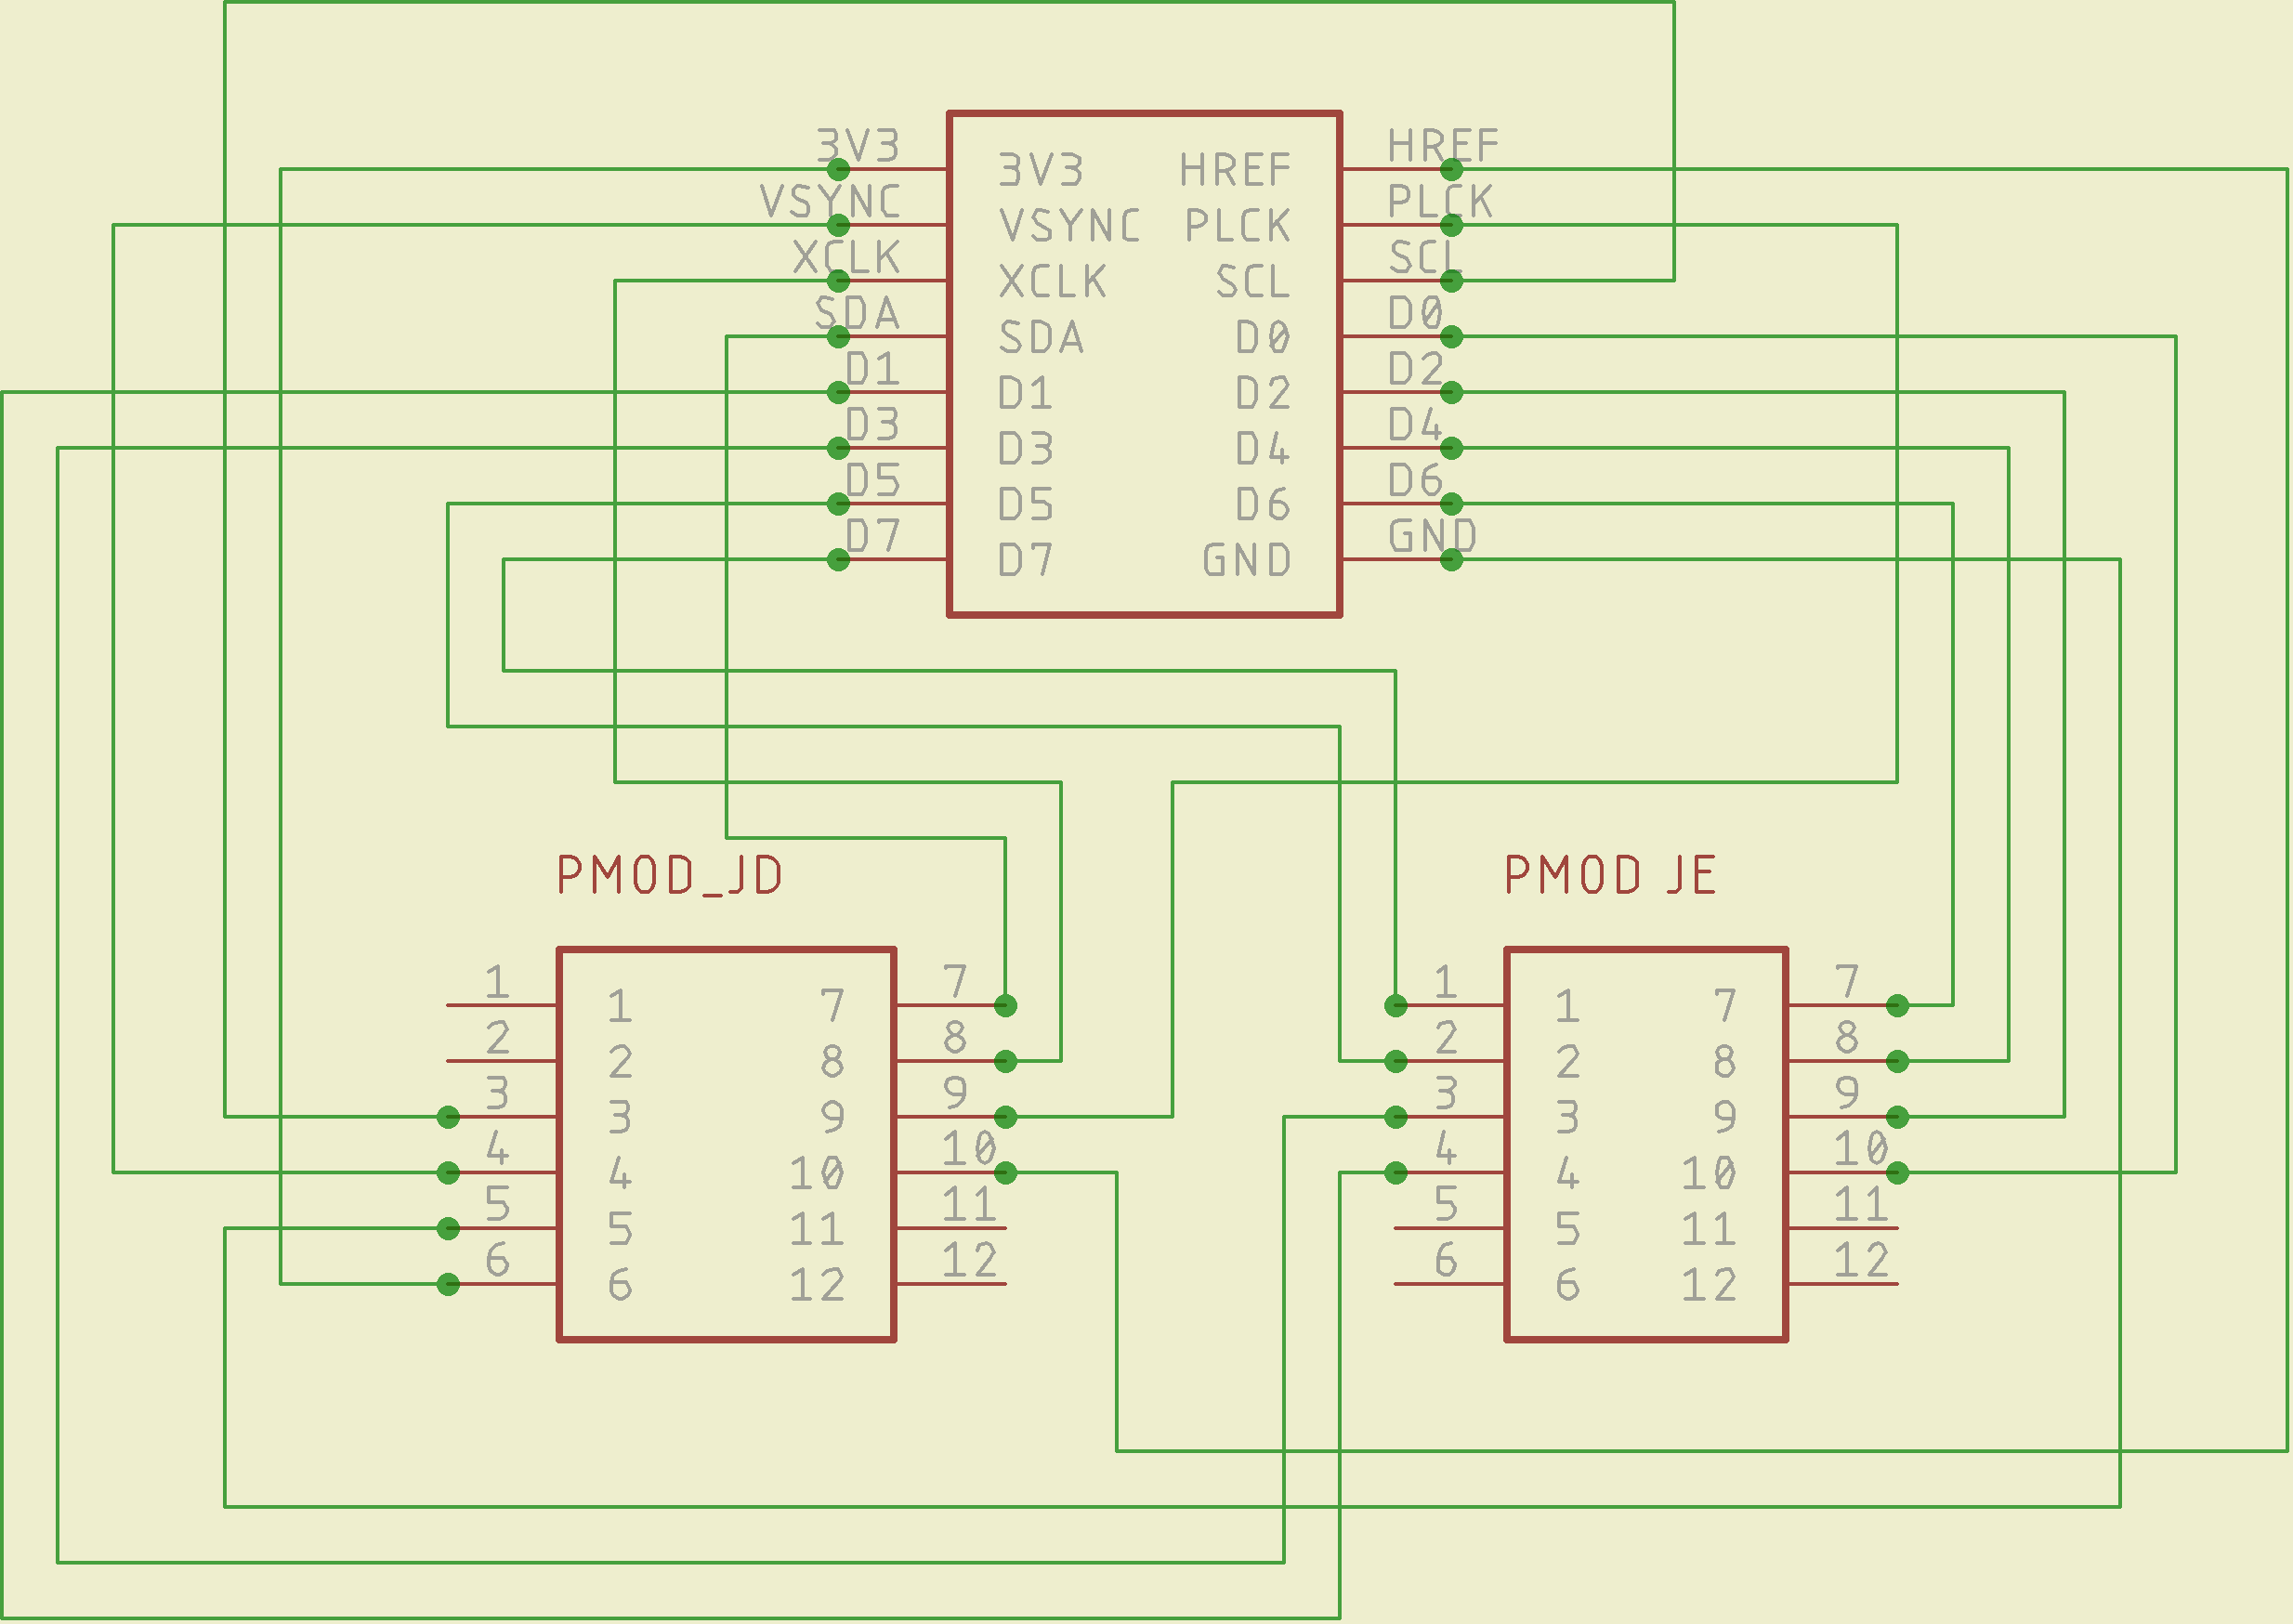 3V3 HREF
3V3 HREF
VSYNC PLCK
VSYNC PLCK
XCLK SCL
XCLK SCL
SDA D0
SDA D0
D1 D2
D1 D2
D3 D4
D3 D4
D5 D6
D5 D6
D7 GND
D7 GND
PMOD_JD
1 7
1 7
2 8
2 8
3 9
3 9
4 10
4 10
5 11
5 11
6 12
6 12
PMOD JE
1 7
1 7
2 8
2 8
3 9
3 9
4 10
4 10
5 11
5 11
6 12
6 12